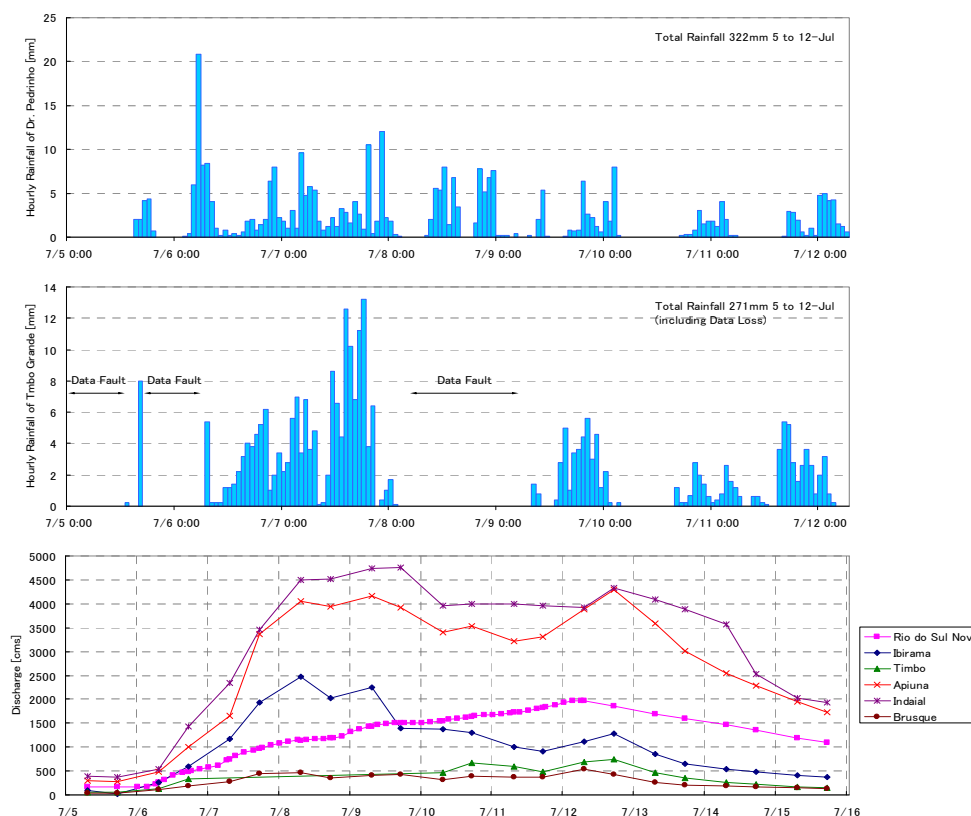 Hourly Rainfall of Dr. Pedrinho [mm]
25
20
15
10
5
0
Total Rainfall 322mm 5 to 12-Jul
7/5 0:00 7/6 0:00 7/7 0:00 7/8 0:00 7/9 0:00 7/10 0:00 7/11 0:00 7/12 0:00
Hourly Rainfall of Tmbo Grande [mm]
14
12
10
8
6
4
2
0
Total Rainfall 271mm 5 to 12-Jul
(including Data Loss)
Data Fault Data Fault Data Fault
7/5 0:00 7/6 0:00 7/7 0:00 7/8 0:00 7/9 0:00 7/10 0:00 7/11 0:00 7/12 0:00
Discharge [cms]
5000
4500
4000
3500
3000
2500
2000
1500
1000
500
0
7/5 7/6 7/7 7/8 7/9 7/10 7/11 7/12 7/13 7/14 7/15 7/16
Rio do Sul Nov
Ibirama
Timbo
Apiuna
Indaial
Brusque